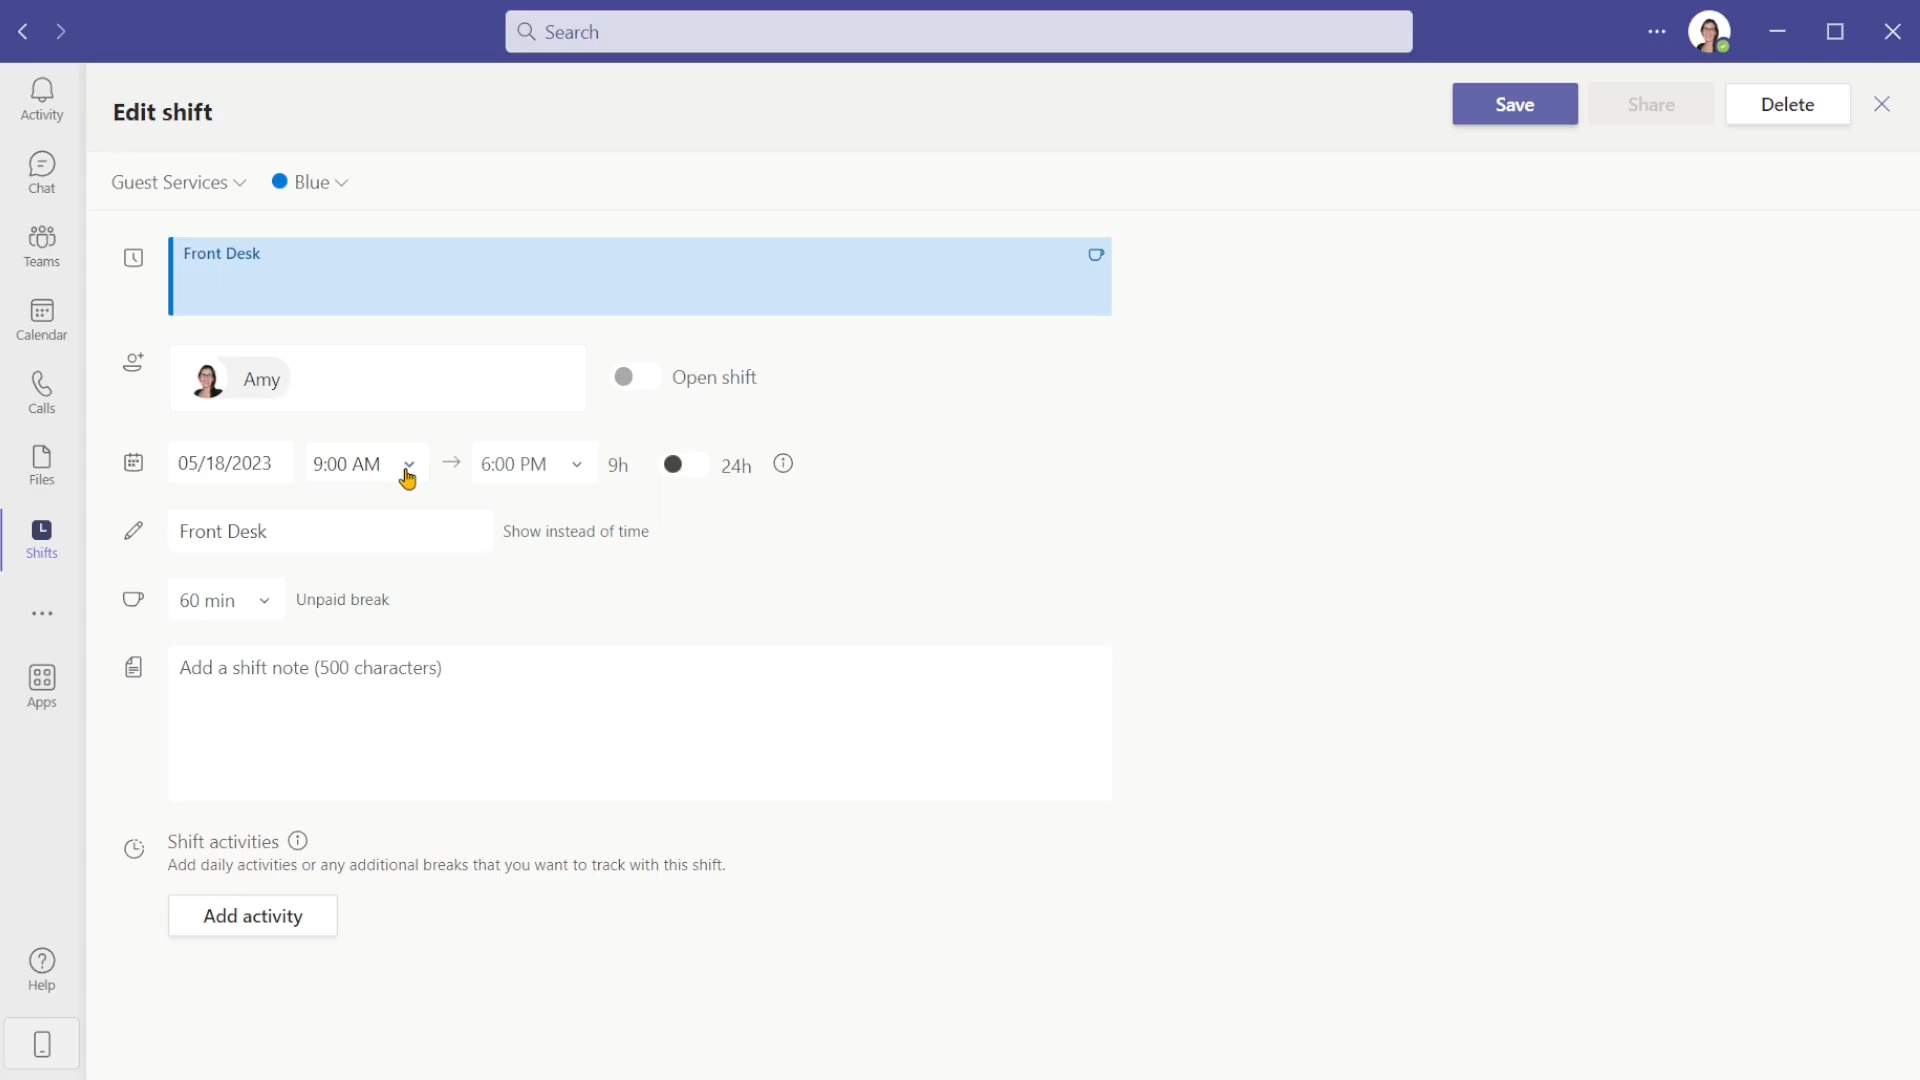 Search
Activity
Chat
Teams
Calendar
Calls
Files
Shifts
Apps
Help
Edit shift
Save
Share
Delete
Guest Services
Blue
Front Desk
Amy
Open shift
05/18/2023 9:00 AM 6:00 PM 9h 24h
Front Desk Show instead of time
60 min Unpaid break
Add a shift note (500 characters)
Shift activities
Add daily activities or any additional breaks that you want to track with this shift.
Add activity